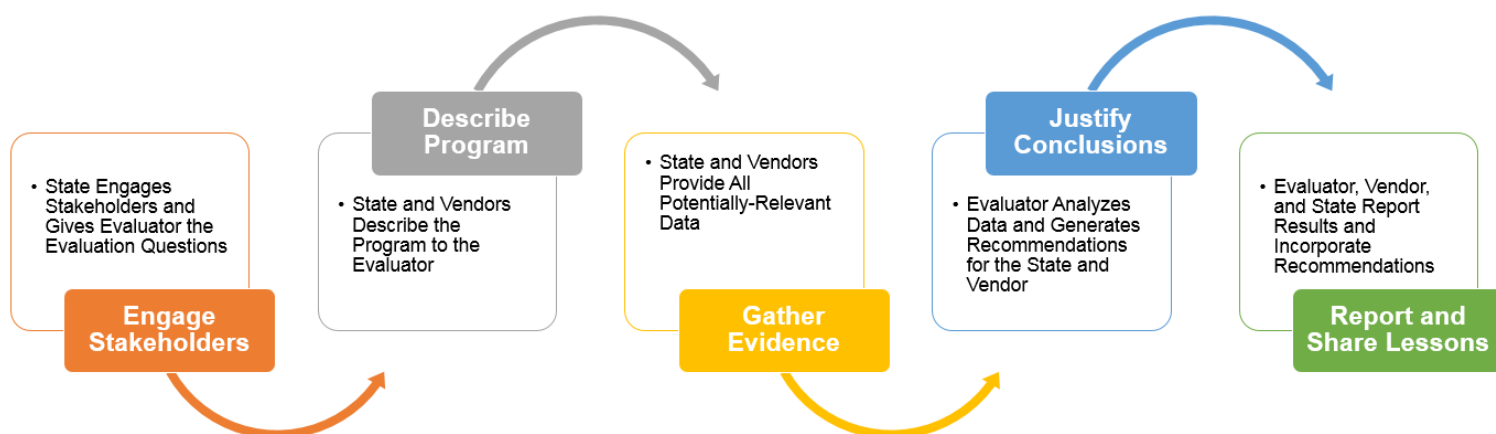 • State Engages
Stakeholders and
Gives Evaluator the
Evaluation Questions
Engage
Stakeholders
Describe
Program
• State and Vendors
Describe the
Program to the
Evaluator
• State and Vendors
Provide All
Potentially-Relevant
Data
Gather
Evidence
Justify
Conclusions
• Evaluator Analyzes
Data and Generates
Recommendations
for the State and
Vendor
• Evaluator, Vendor,
and State Report
Results and
Incorporate
Recommendations
Report and
Share Lessons